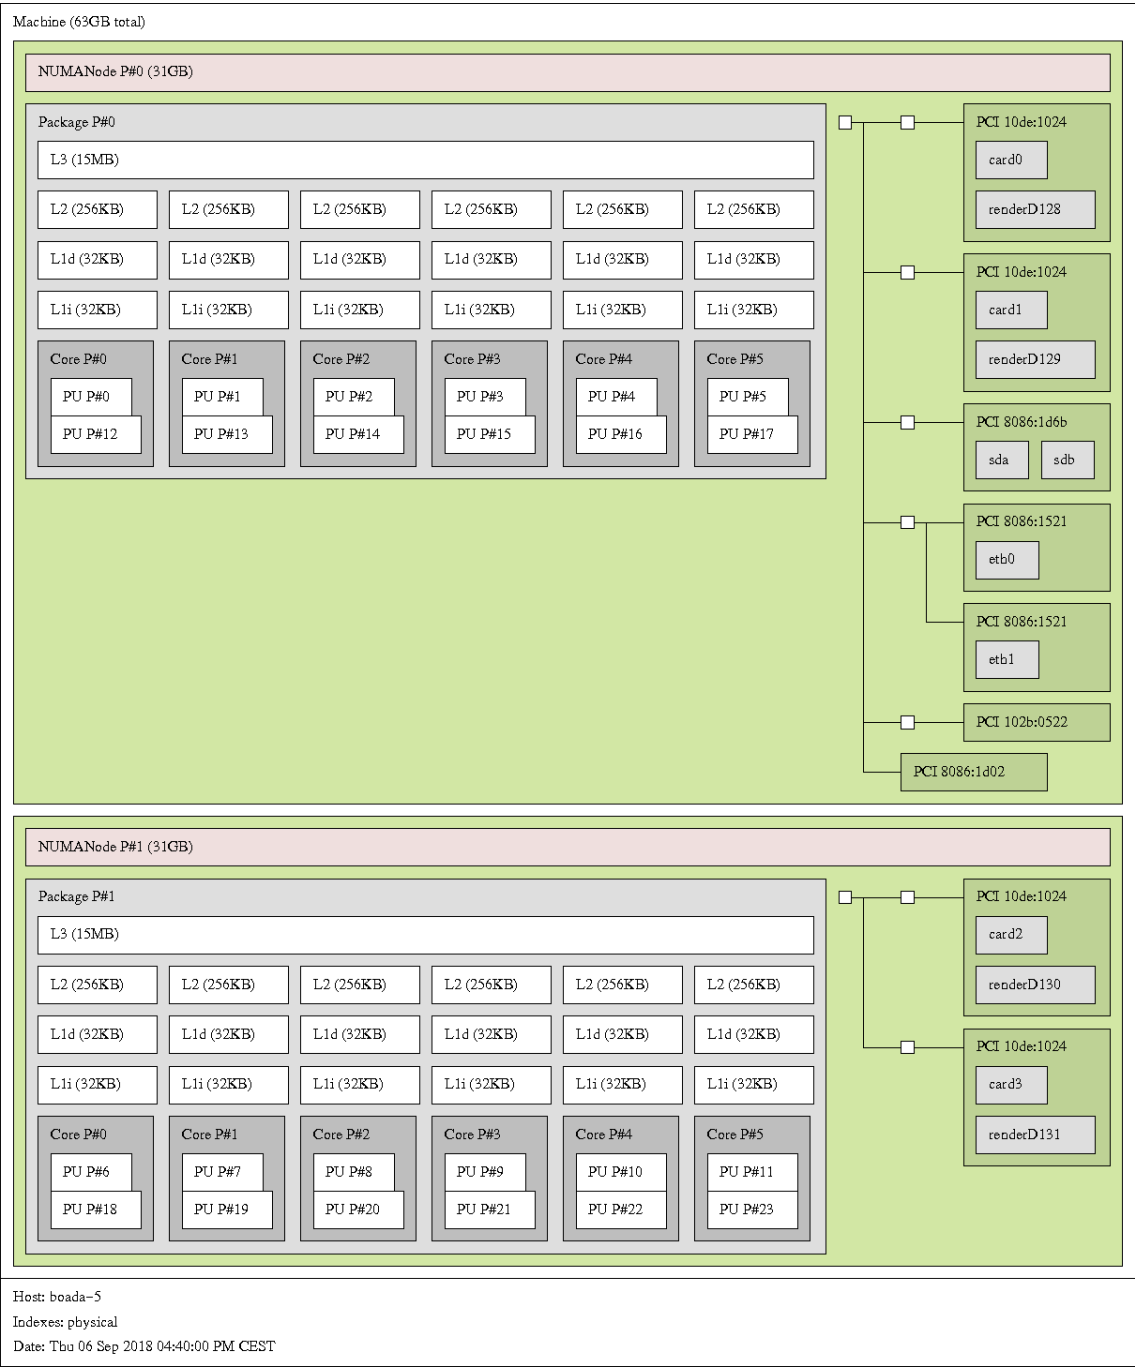 Machine (63GB total)
NUMANode P#0 (31GB)
Package P#0
L3 (15MB)
L2 (256KB) L2 (256KB) L2 (256KB) L2 (256KB) L2 (256KB) L2 (256KB)
L1d (32KB) L1d (32KB) L1d (32KB) L1d (32KB) L1d (32KB) L1d (32KB)
L1i (32KB) L1i (32KB) L1i (32KB) L1i (32KB) L1i (32KB) L1i (32KB)
Core P#0 Core P#1 Core P#2 Core P#3 Core P#4 Core P#5
PU P#0 PU P#1 PU P#2 PU P#3 PU P#4 PU P#5
PU P#12 PU P#13 PU P#14 PU P#15 PU P#16 PU P#17
PCI 10de:1024
card0
renderD128
PCI 10de:1024
card1
renderD129
PCI 8086:1d6b
sda sdb
PCI 8086:1521
eth0
PCI 8086:1521
eth1
PCI 102b:0522
PCI 8086:1d02
NUMANode P#1 (31GB)
Package P#1
L3 (15MB)
L2 (256KB) L2 (256KB) L2 (256KB) L2 (256KB) L2 (256KB) L2 (256KB)
L1d (32KB) L1d (32KB) L1d (32KB) L1d (32KB) L1d (32KB) L1d (32KB)
L1i (32KB) L1i (32KB) L1i (32KB) L1i (32KB) L1i (32KB) L1i (32KB)
Core P#0 Core P#1 Core P#2 Core P#3 Core P#4 Core P#5
PU P#6 PU P#7 PU P#8 PU P#9 PU P#10 PU P#11
PU P#18 PU P#19 PU P#20 PU P#21 PU P#22 PU P#23
PCI 10de:1024
card2
renderD130
PCI 10de:1024
card3
renderD131
Host: boada-5
Indexes: physical
Date: Thu 06 Sep 2018 04:40:00 PM CEST